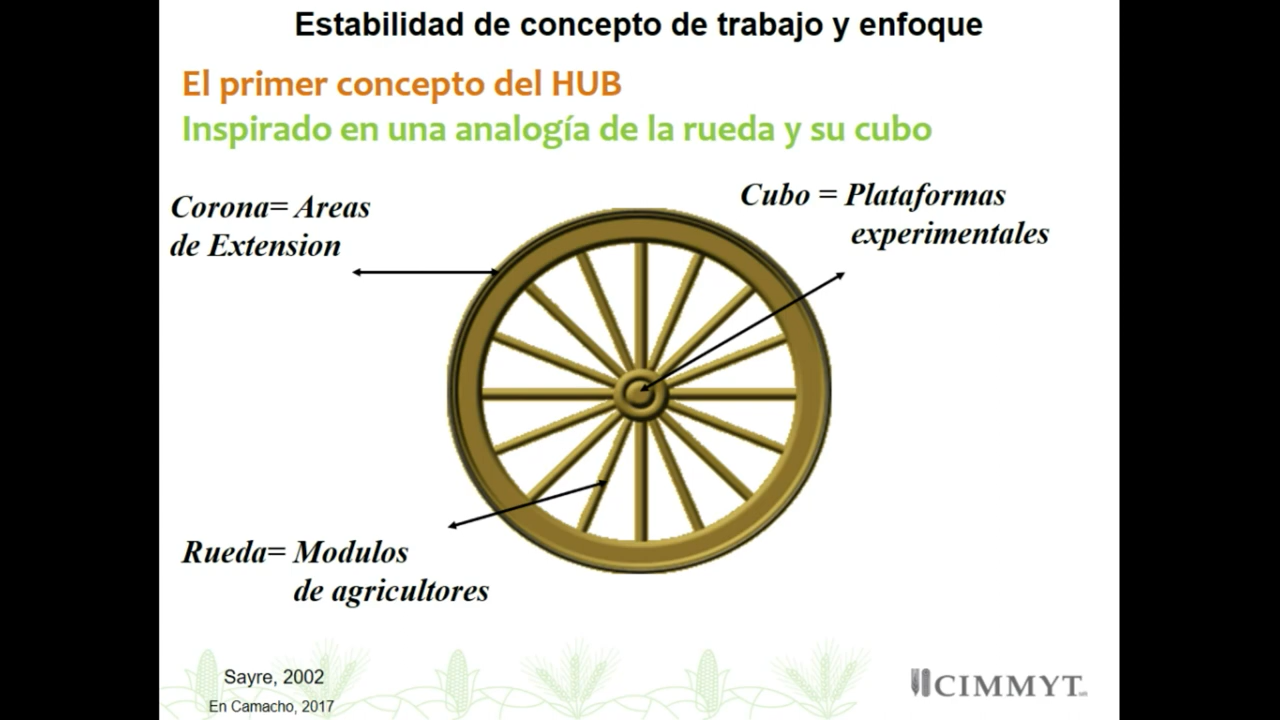 Estabilidad de concepto de trabajo y enfoque
El primer concepto del HUB
Inspirado en una analogía de la rueda y su cubo
Corona= Areas
de Extension
Cubo = Plataformas
experimentales
Rueda= Modulos
de agricultores
Sayre, 2002
En Camacho, 2017
CIMMYT